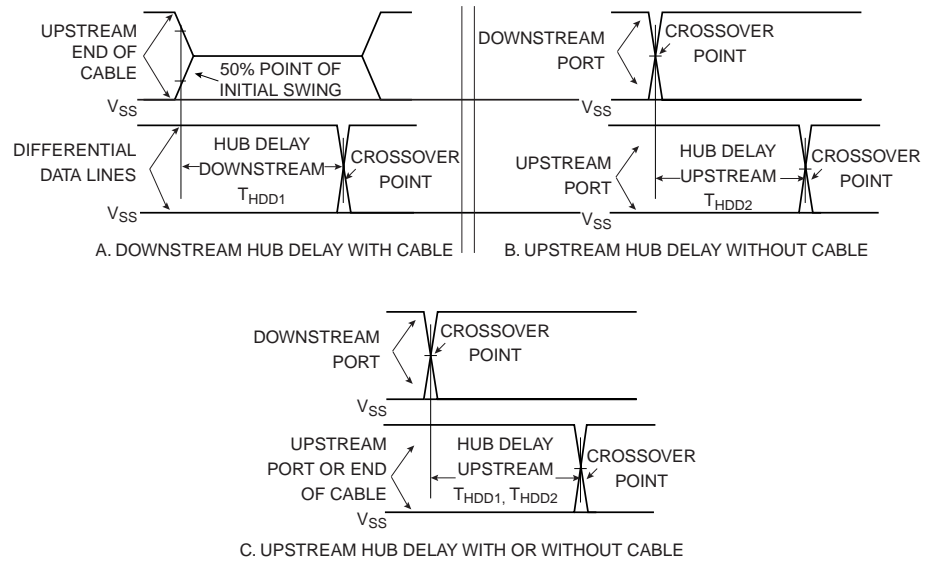 UPSTREAM
END OF
CABLE
50% POINT OF
INITIAL SWING
VSS
DIFFERENTIAL
DATA LINES
HUB DELAY
DOWNSTREAM
THDD1
CROSSOVER
POINT
VSS
A. DOWNSTREAM HUB DELAY WITH CABLE
DOWNSTREAM
PORT
CROSSOVER
POINT
VSS
UPSTREAM
PORT
HUB DELAY
UPSTREAM
THDD2
CROSSOVER
POINT
VSS
B. UPSTREAM HUB DELAY WITHOUT CABLE
DOWNSTREAM
PORT
CROSSOVER
POINT
VSS
UPSTREAM
PORT OR END
OF CABLE
HUB DELAY
UPSTREAM
THDD1, THDD2
CROSSOVER
POINT
VSS
C. UPSTREAM HUB DELAY WITH OR WITHOUT CABLE